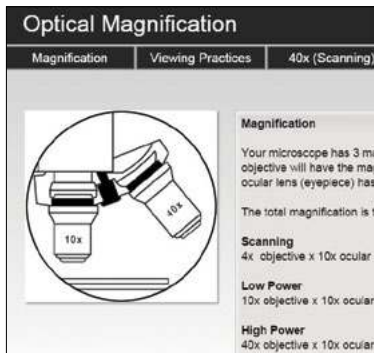 Optical Magnification
Magnification
Viewing Practices
40x (Scanning)
10x
40x
Magnification
Your microscope has 3 ma
objective will have the mag
ocular lens (eyepiece) has
The total magnification is t
Scanning
4x objective x 10x ocular
Low Power
10x objective x 10x ocular
High Power
40x objective x 10x ocular